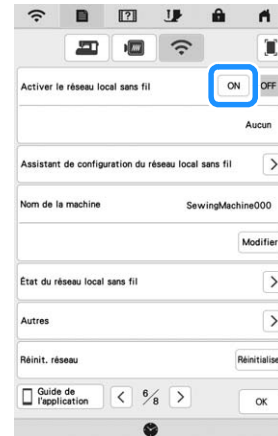 Activer le réseau local sans fil ON OFF
Aucun
Assistant de configuration du réseau local sans fil >
Nom de la machine SewingMachine000
Modifier
État du réseau local sans fil >
Autres >
Réinit. réseau Réinitialise
Guide de
l'application < 6/8 > OK